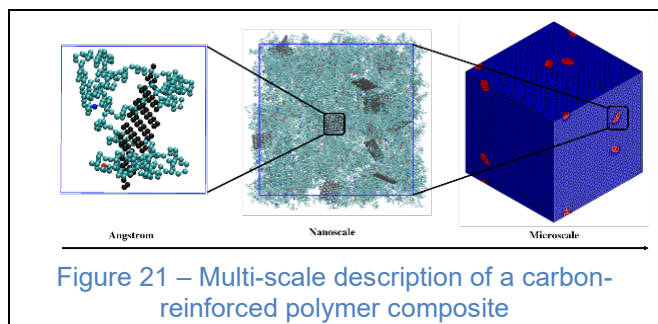 Angstrom Nanoscale Microscale
Figure 21 – Multi-scale description of a carbon-
reinforced polymer composite